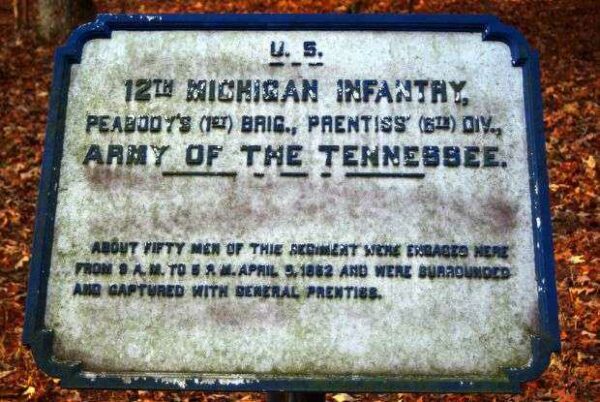 U. S.
12TH MICHIGAN INFANTRY,
PEABODY'S (1ST) BRIG., PRENTISS' (6TH) DIV.,
ARMY OF THE TENNESSEE.
ABOUT FIFTY MEN OF THIS REGIMENT WERE ENGAGED HERE
FROM 9 A.M. TO 5 P.M. APRIL 6, 1862 AND WERE SURROUNDED
AND CAPTURED WITH GENERAL PRENTISS.